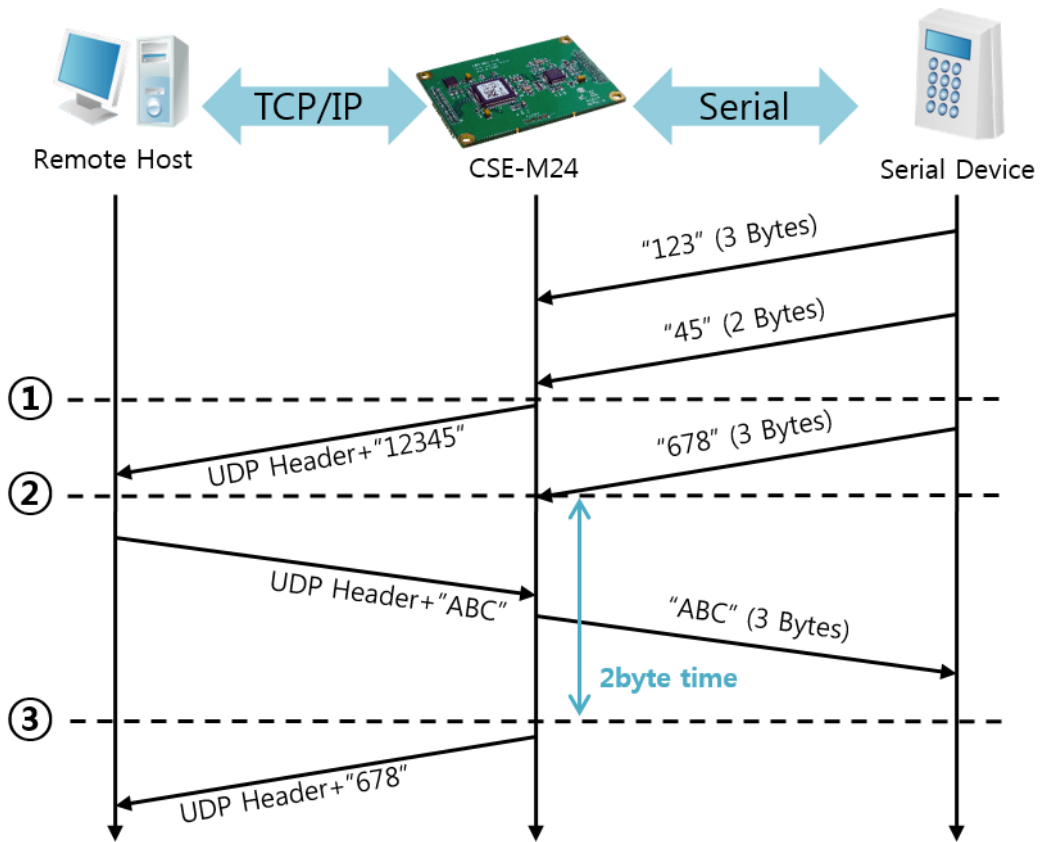 TCP/IP
Serial
Remote Host
CSE-M24
Serial Device
“123” (3 Bytes)
“45” (2 Bytes)
①
UDP Header+“12345”
“678” (3 Bytes)
②
UDP Header+“ABC”
“ABC” (3 Bytes)
2byte time
③
UDP Header+“678”